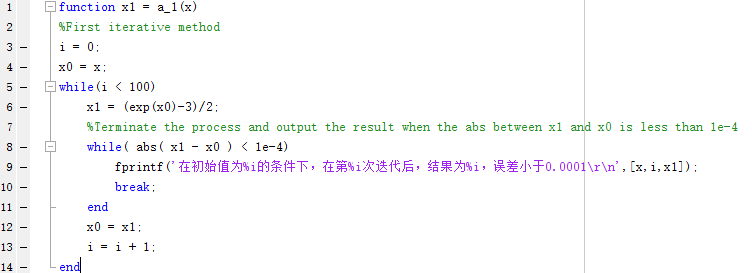 1 function x1 = a_1(x)
2 %First iterative method
3 i = 0;
4 x0 = x;
5 while(i < 100)
6 x1 = (exp(x0)-3)/2;
7 %Terminate the process and output the result when the abs between x1 and x0 is less than 1e-4
8 while( abs( x1 - x0 ) < 1e-4)
9 fprintf('在初始值为%i的条件下，在第%i次迭代后，结果为%i，误差小于0.0001\r\n',[x,i,x1]);
10 break;
11 end
12 x0 = x1;
13 i = i + 1;
14 end